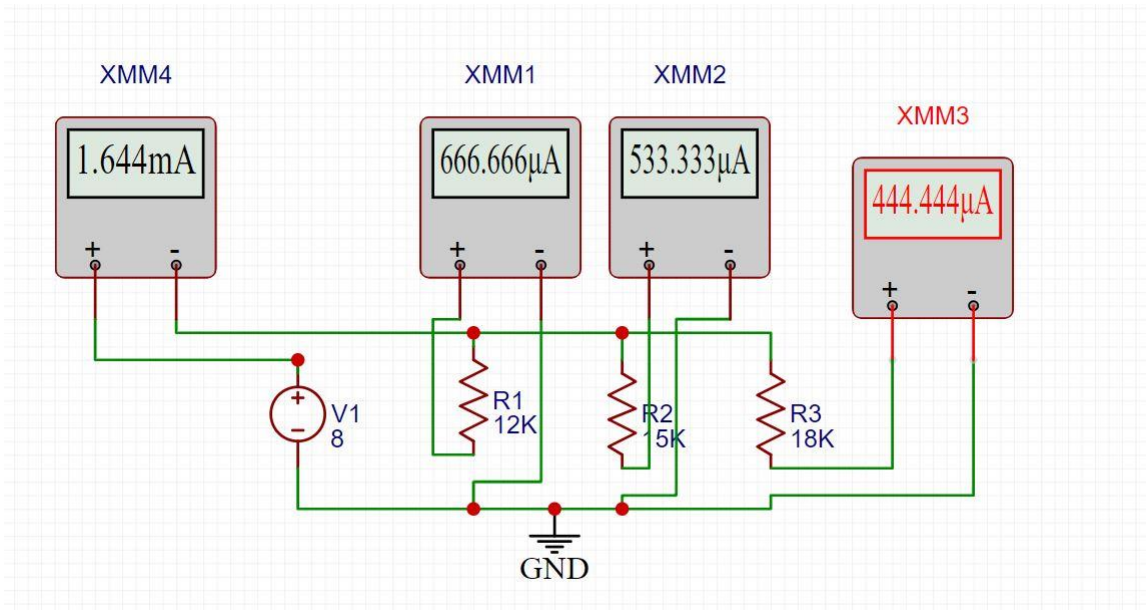 XMM4
XMM1
XMM2
XMM3
1.644mA
666.666μA
533.333μA
444.444μA
+ -
+ -
+ -
+ -
+
−
V1
8
R1
12K
R2
15K
R3
18K
GND